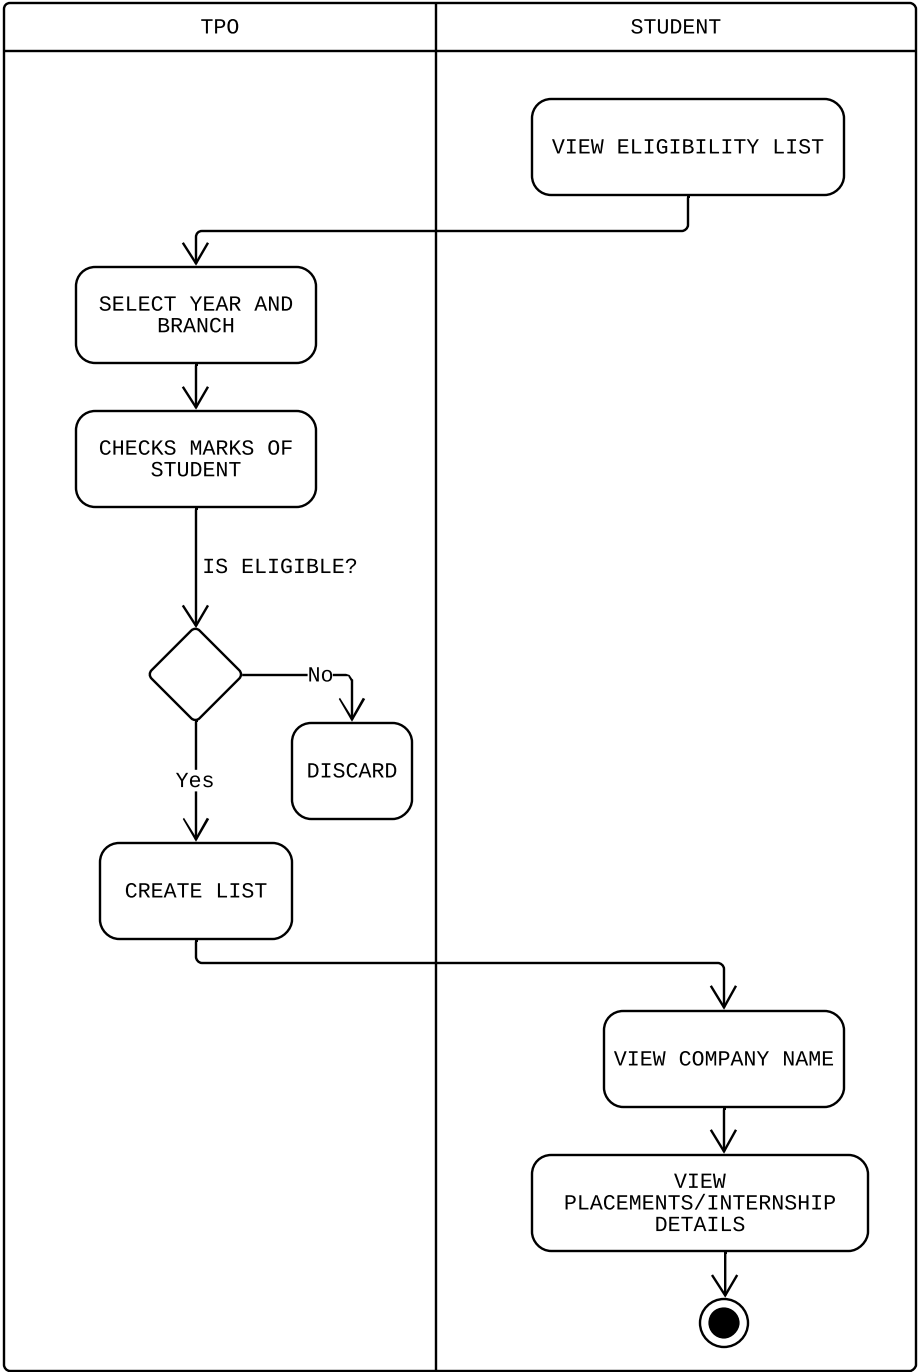 TPO
STUDENT
VIEW ELIGIBILITY LIST
SELECT YEAR AND
BRANCH
CHECKS MARKS OF
STUDENT
IS ELIGIBLE?
No
DISCARD
Yes
CREATE LIST
VIEW COMPANY NAME
VIEW
PLACEMENTS/INTERNSHIP
DETAILS